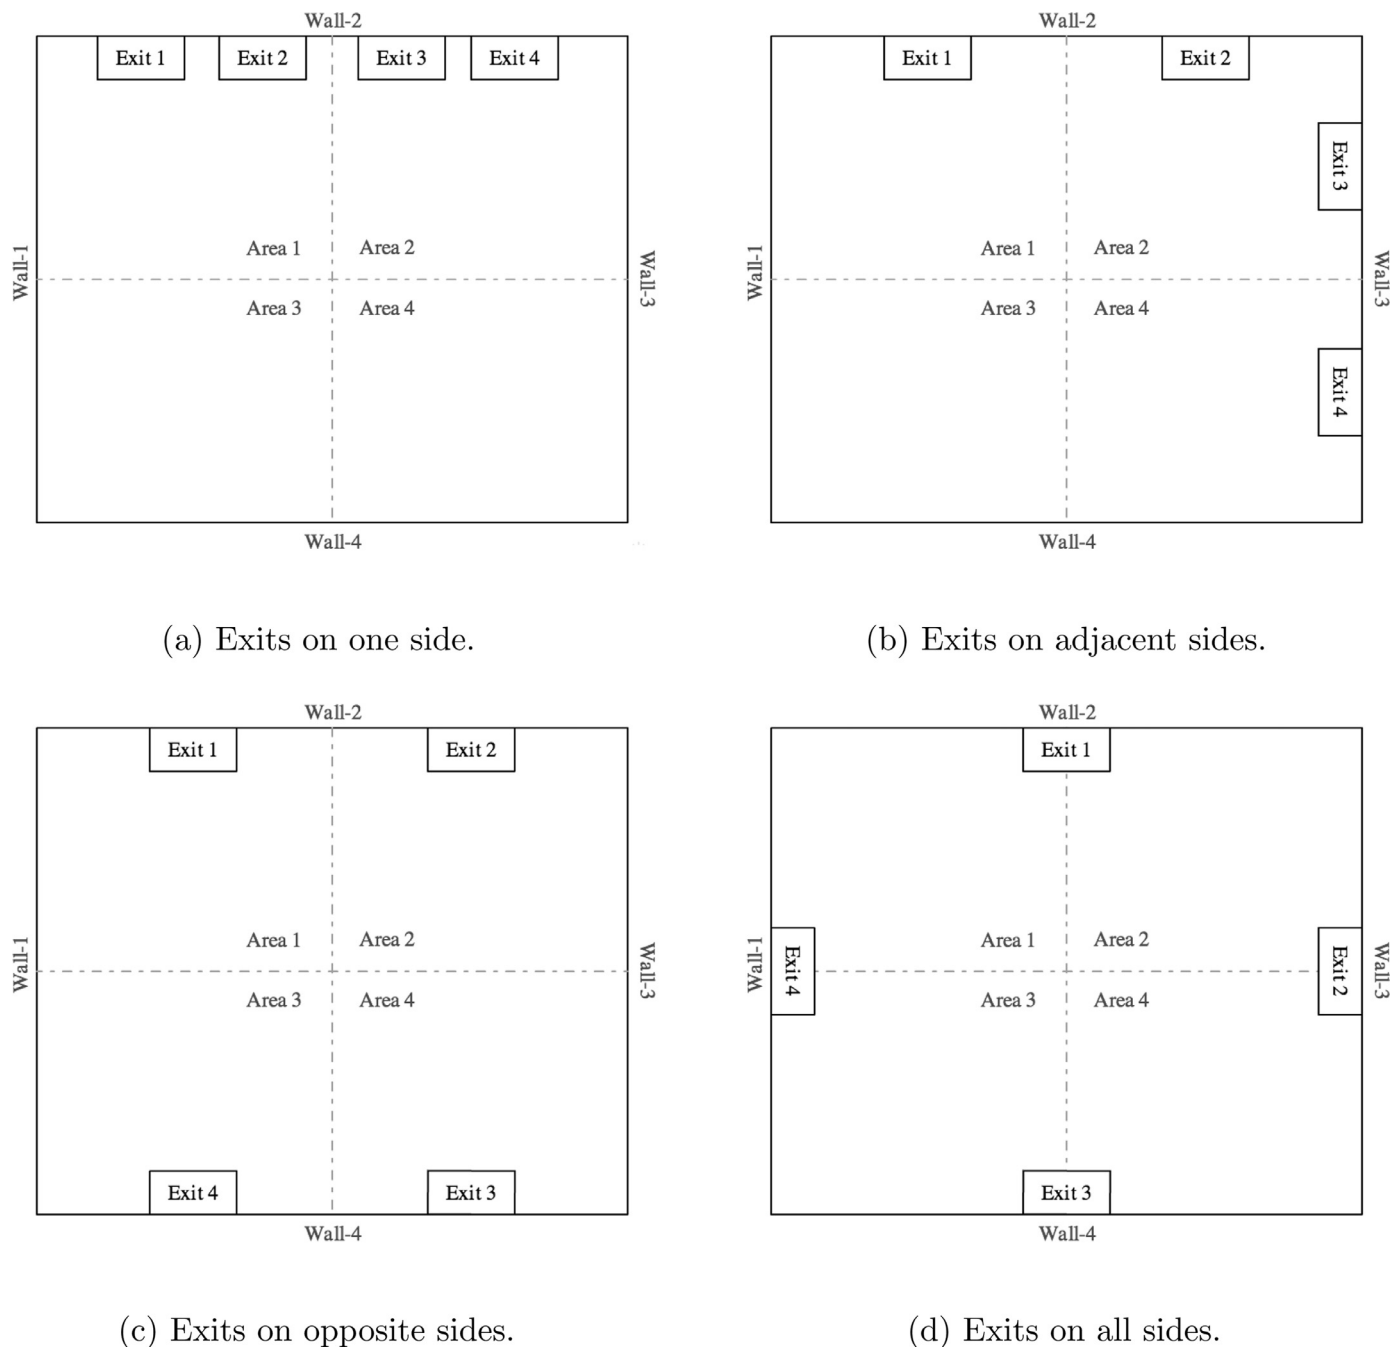 Wall-2
Exit 1 Exit 2 Exit 3 Exit 4
Area 1 Area 2
Wall-1
Wall-3
Area 3 Area 4
Wall-4
(a) Exits on one side.
Wall-2
Exit 1 Exit 2
Exit 3
Area 1 Area 2
Wall-1
Wall-3
Area 3 Area 4
Exit 4
Wall-4
(b) Exits on adjacent sides.
Wall-2
Exit 1 Exit 2
Area 1 Area 2
Wall-1
Wall-3
Area 3 Area 4
Exit 4 Exit 3
Wall-4
(c) Exits on opposite sides.
Wall-2
Exit 1
Area 1 Area 2
Wall-1
Exit 4
Exit 2
Wall-3
Area 3 Area 4
Exit 3
Wall-4
(d) Exits on all sides.